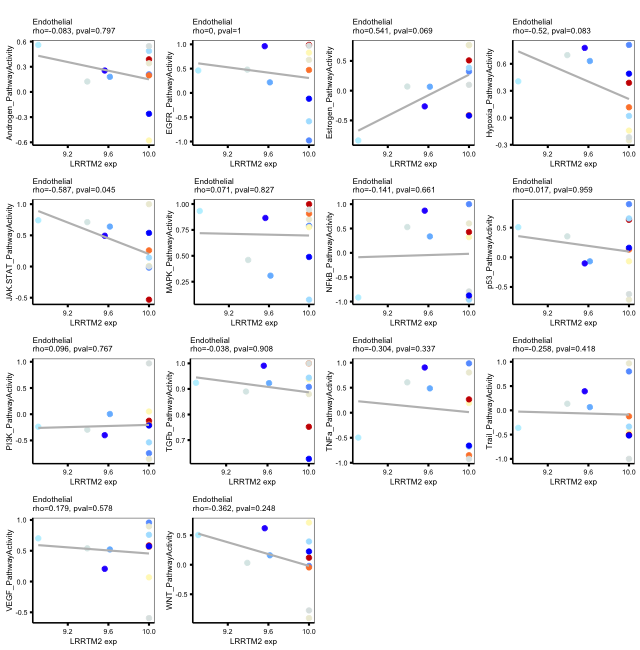 Endothelial
rho=-0.083, pval=0.797
Androgen_PathwayActivity
0.6
0.3
0.0
-0.3
-0.6
9.2
9.6
10.0
LRRTM2 exp
Endothelial
rho=0, pval=1
EGFR_PathwayActivity
1.0
0.5
0.0
-0.5
-1.0
9.2
9.6
10.0
LRRTM2 exp
Endothelial
rho=0.541, pval=0.069
Estrogen_PathwayActivity
0.5
0.0
-0.5
9.2
9.6
10.0
LRRTM2 exp
Endothelial
rho=-0.52, pval=0.083
Hypoxia_PathwayActivity
0.6
0.3
0.0
-0.3
9.2
9.6
10.0
LRRTM2 exp
Endothelial
rho=-0.587, pval=0.045
JAK-STAT_PathwayActivity
1.0
0.5
0.0
-0.5
9.2
9.6
10.0
LRRTM2 exp
Endothelial
rho=0.071, pval=0.827
MAPK_PathwayActivity
1.00
0.75
0.50
0.25
9.2
9.6
10.0
LRRTM2 exp
Endothelial
rho=-0.141, pval=0.661
NFkB_PathwayActivity
1.0
0.5
0.0
-0.5
-1.0
9.2
9.6
10.0
LRRTM2 exp
Endothelial
rho=0.017, pval=0.959
p53_PathwayActivity
1.0
0.5
0.0
-0.5
9.2
9.6
10.0
LRRTM2 exp
Endothelial
rho=0.096, pval=0.767
PI3K_PathwayActivity
1.0
0.5
0.0
-0.5
9.2
9.6
10.0
LRRTM2 exp
Endothelial
rho=-0.038, pval=0.908
TGFb_PathwayActivity
1.0
0.9
0.8
0.7
9.2
9.6
10.0
LRRTM2 exp
Endothelial
rho=-0.304, pval=0.337
TNFa_PathwayActivity
1.0
0.5
0.0
-0.5
-1.0
9.2
9.6
10.0
LRRTM2 exp
Endothelial
rho=-0.258, pval=0.418
Trail_PathwayActivity
1.0
0.5
0.0
-0.5
-1.0
9.2
9.6
10.0
LRRTM2 exp
Endothelial
rho=0.179, pval=0.578
VEGF_PathwayActivity
1.0
0.5
0.0
-0.5
9.2
9.6
10.0
LRRTM2 exp
Endothelial
rho=-0.362, pval=0.248
WNT_PathwayActivity
0.5
0.0
-0.5
9.2
9.6
10.0
LRRTM2 exp